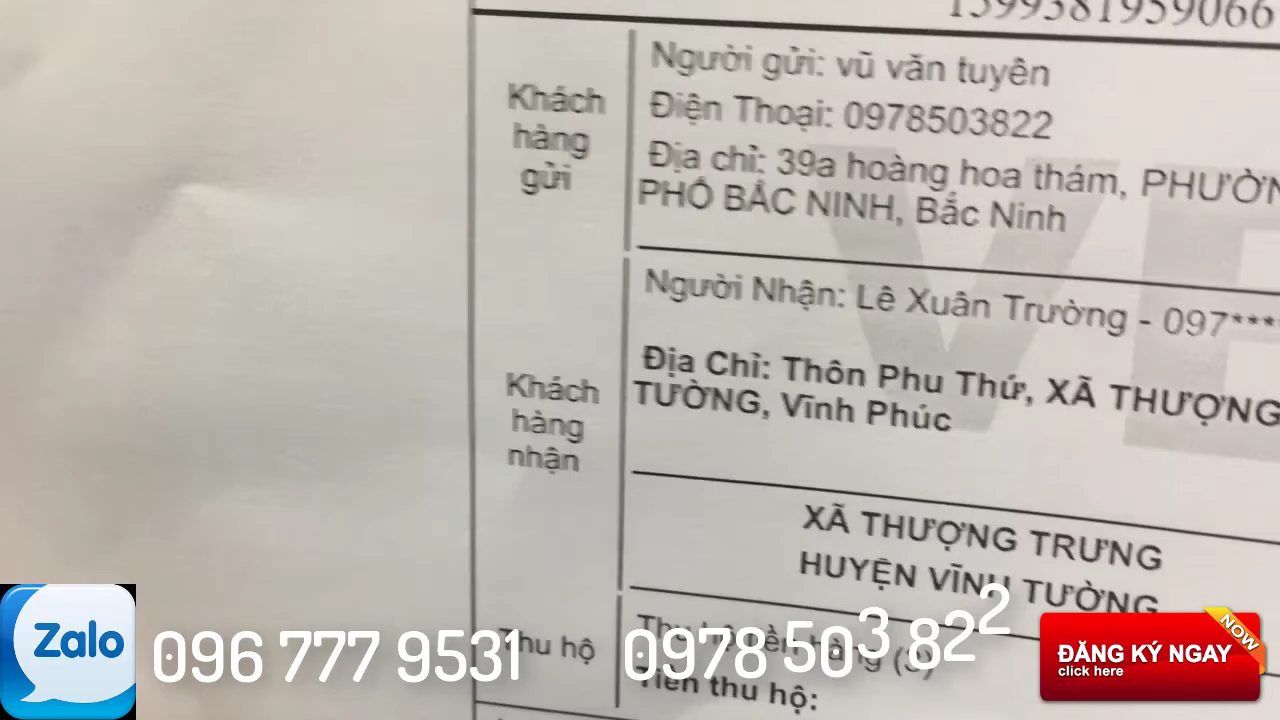 1599381959066
Khách hàng gửi
Người gửi: vũ văn tuyên
Điện Thoại: 0978503822
Địa chỉ: 39a hoàng hoa thám, PHƯỜN
PHỐ BẮC NINH, Bắc Ninh
Khách hàng nhận
Người Nhận: Lê Xuân Trường - 097****
Địa Chỉ: Thôn Phu Thứ, XÃ THƯỢNG
TƯỜNG, Vĩnh Phúc
XÃ THƯỢNG TRƯNG
HUYỆN VĨNH TƯỜNG
Thu hộ
Tiền thu hộ:
Zalo
096 777 9531
0978 503 822
ĐĂNG KÝ NGAY
click here
NOW